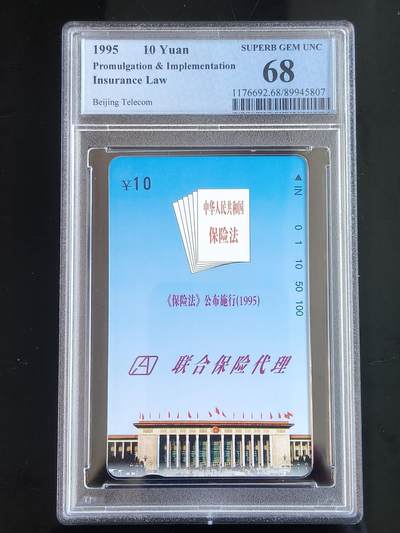 1995 10 Yuan
Promulgation & Implementation
Insurance Law
Beijing Telecom
SUPERB GEM UNC
68
1176692.68/89945807
¥10
中华人民共和国
保险法
IN 0 1 10 50 100
《保险法》公布施行(1995)
联合保险代理